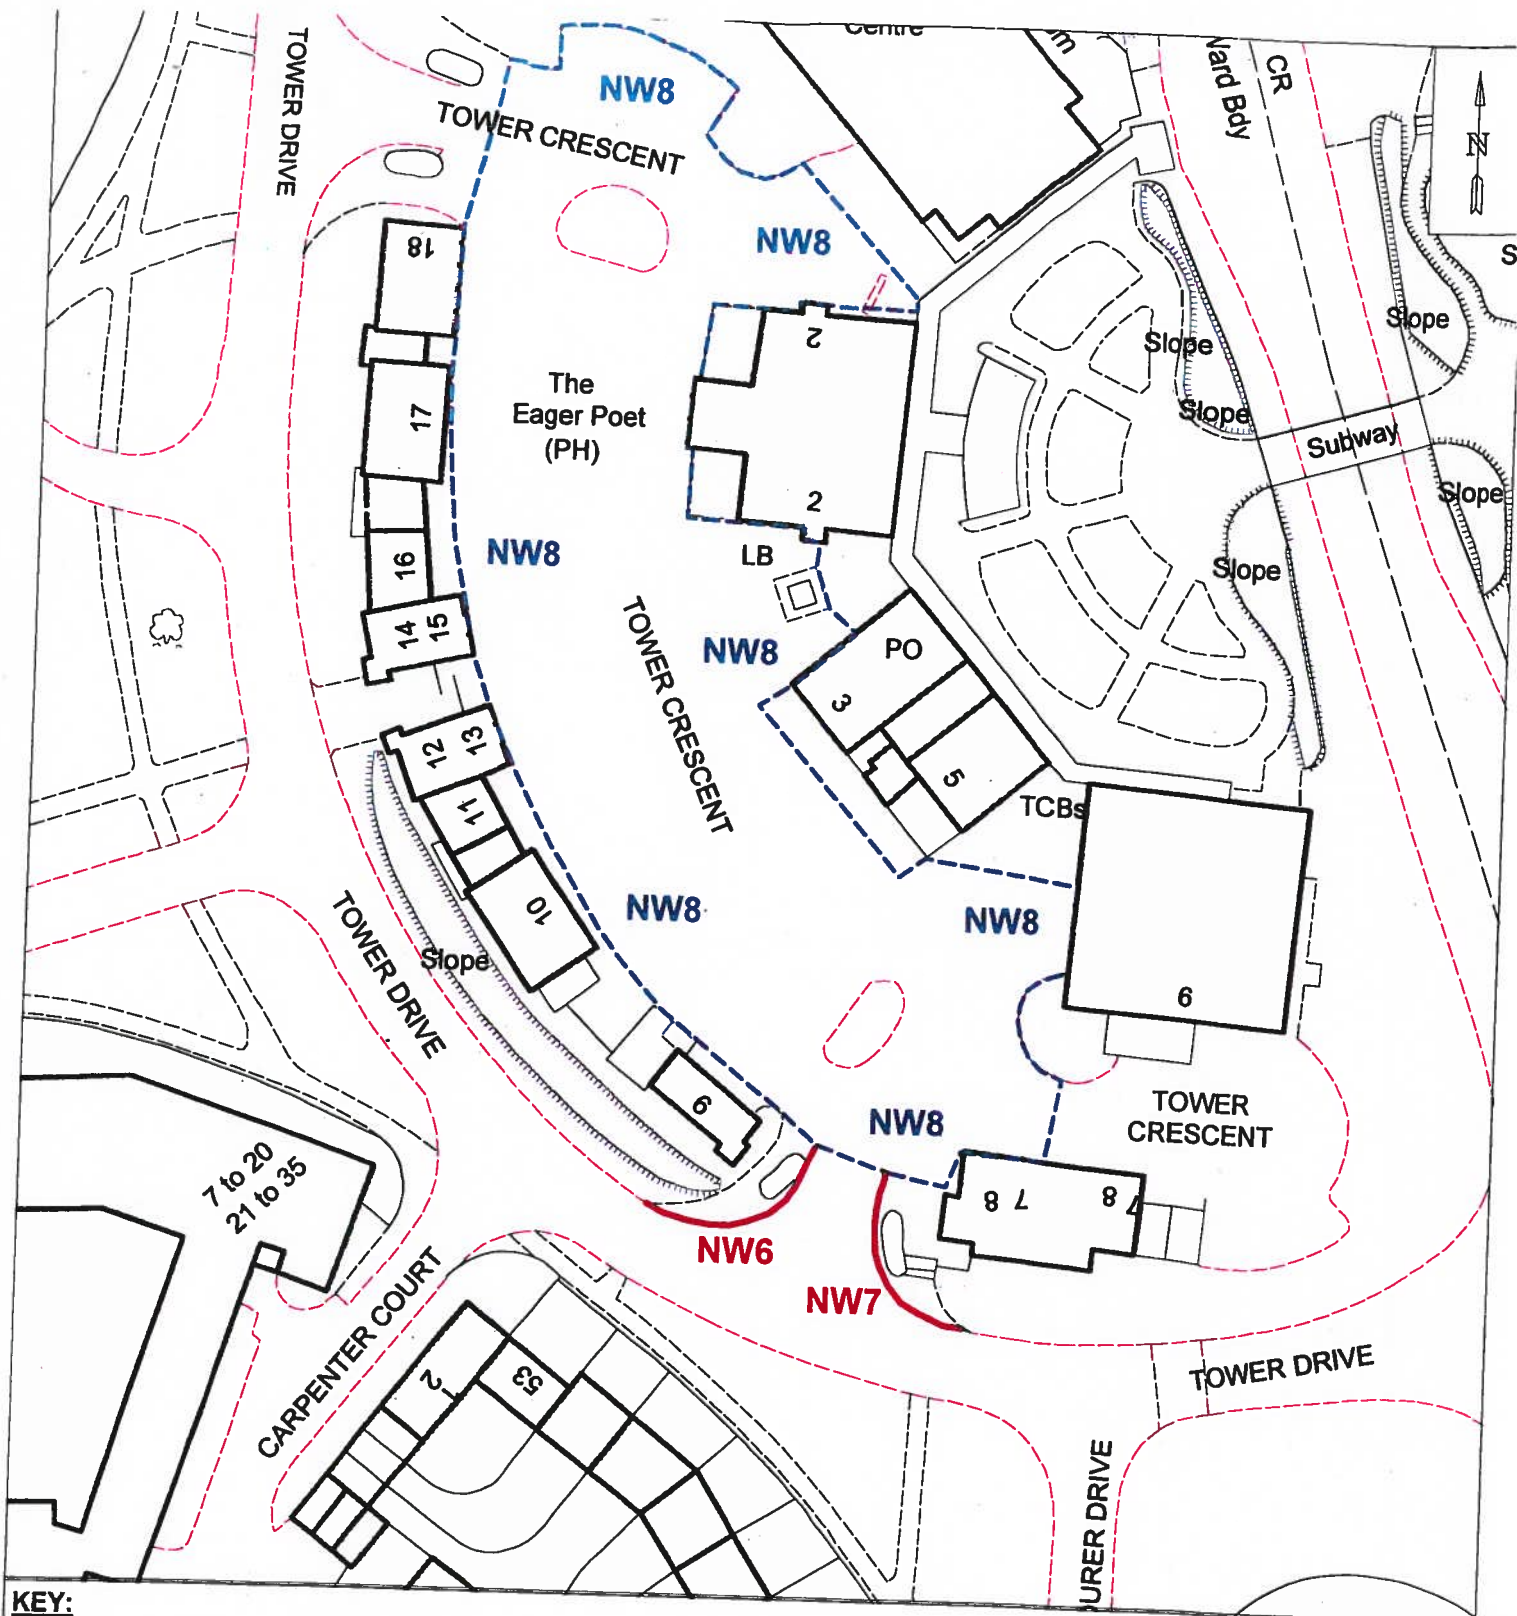 Centre
TOWER DRIVE
NW8
TOWER CRESCENT
Ward Bdy
CR
N
18
NW8
S
Slope
Slope
2
The
Eager Poet
(PH)
17
Slope
Subway
Slope
2
NW8
LB
16
Slope
14
15
TOWER CRESCENT
NW8
PO
3
12
13
11
5
TCBs
10
NW8
NW8
TOWER DRIVE
Slope
9
9
NW8
TOWER
CRESCENT
7 to 20
21 to 35
7 8
7
8
NW6
NW7
CARPENTER COURT
2
53
TOWER DRIVE
URER DRIVE
KEY: